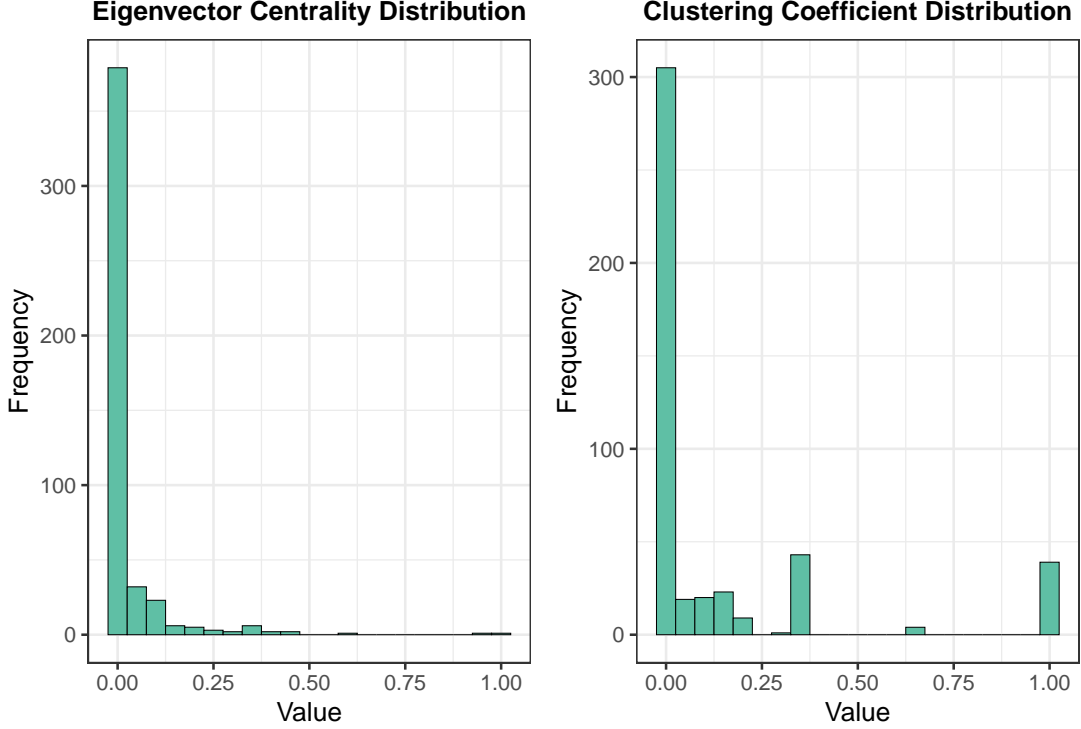 Eigenvector Centrality Distribution
Frequency
300
200
100
0
0.00 0.25 0.50 0.75 1.00
Value
Clustering Coefficient Distribution
Frequency
300
200
100
0
0.00 0.25 0.50 0.75 1.00
Value